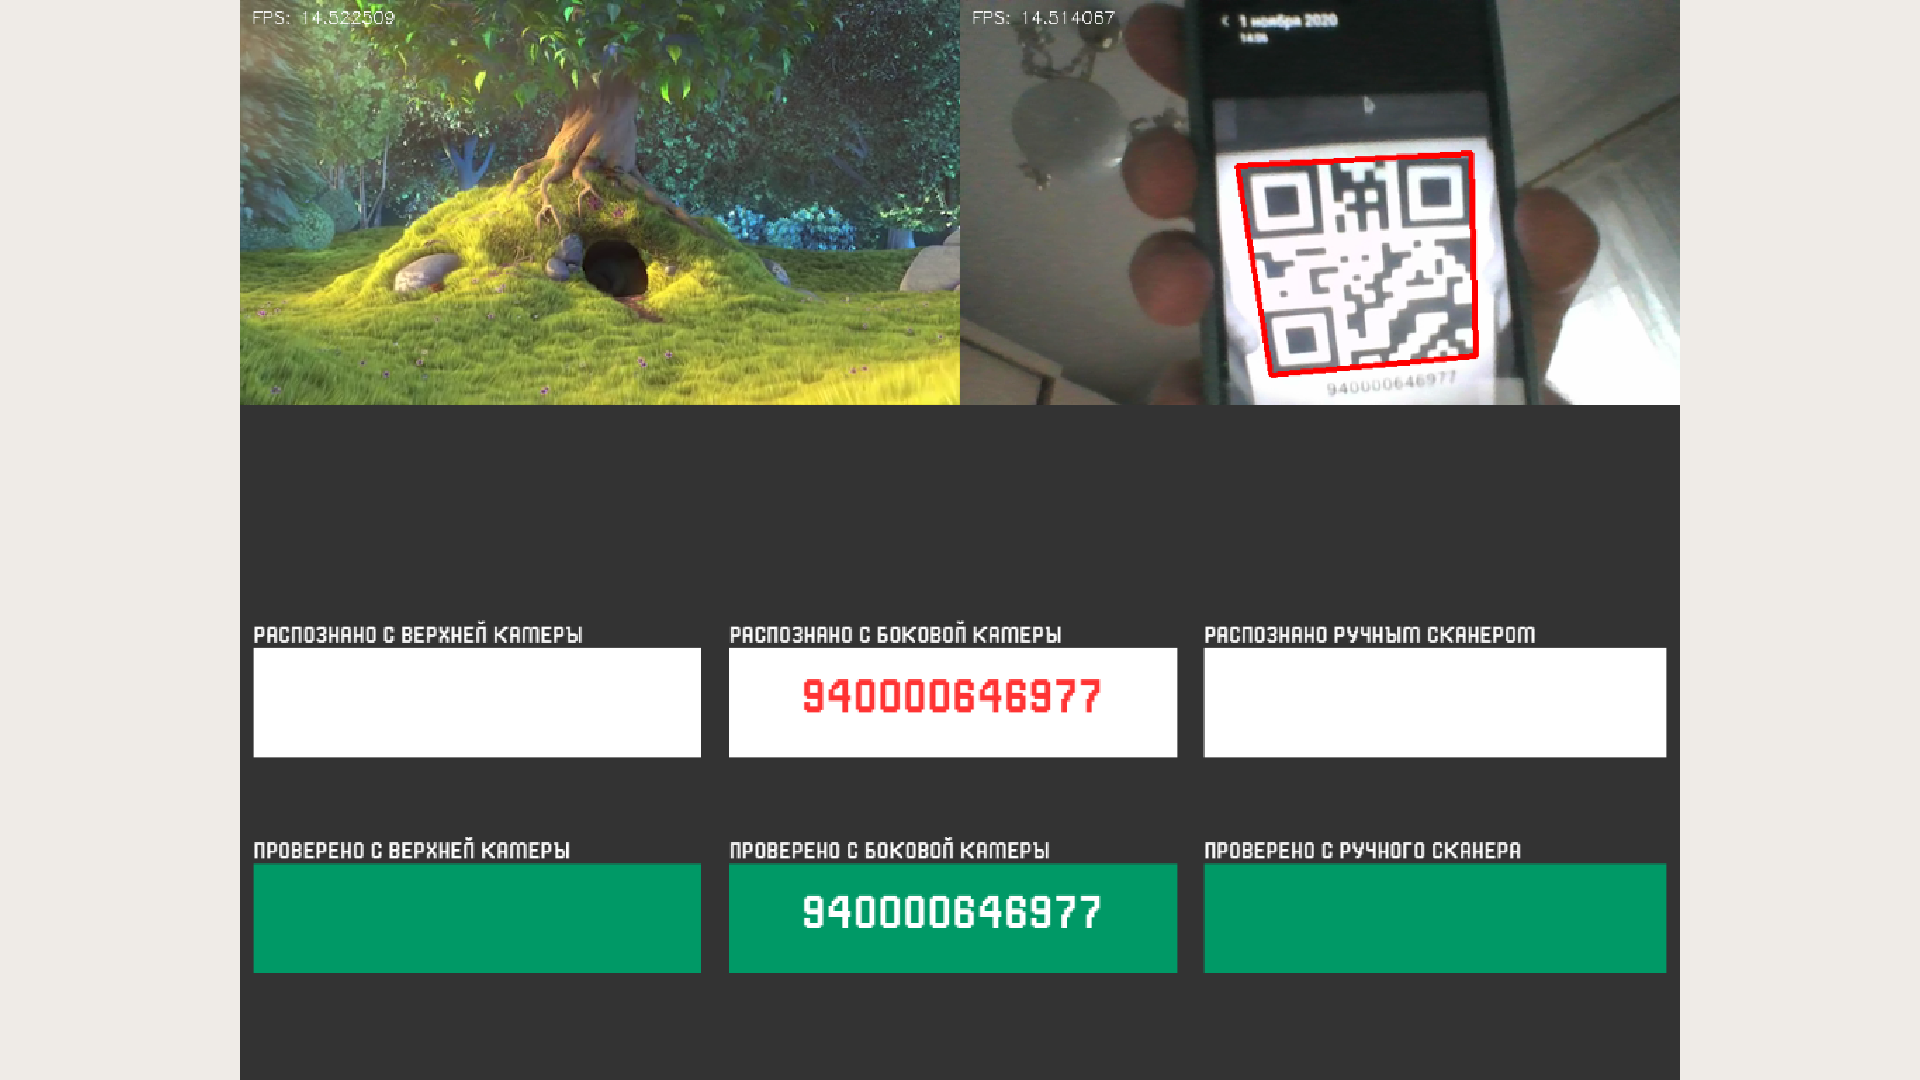 FPS: 14.522509
FPS: 14.514067
1 ноября 2020
940000646977
РАСПОЗНАНО С ВЕРХНЕЙ КАМЕРЫ
РАСПОЗНАНО С БОКОВОЙ КАМЕРЫ
РАСПОЗНАНО РУЧНЫМ СКАНЕРОМ
940000646977
ПРОВЕРЕНО С ВЕРХНЕЙ КАМЕРЫ
ПРОВЕРЕНО С БОКОВОЙ КАМЕРЫ
ПРОВЕРЕНО С РУЧНОГО СКАНЕРА
940000646977